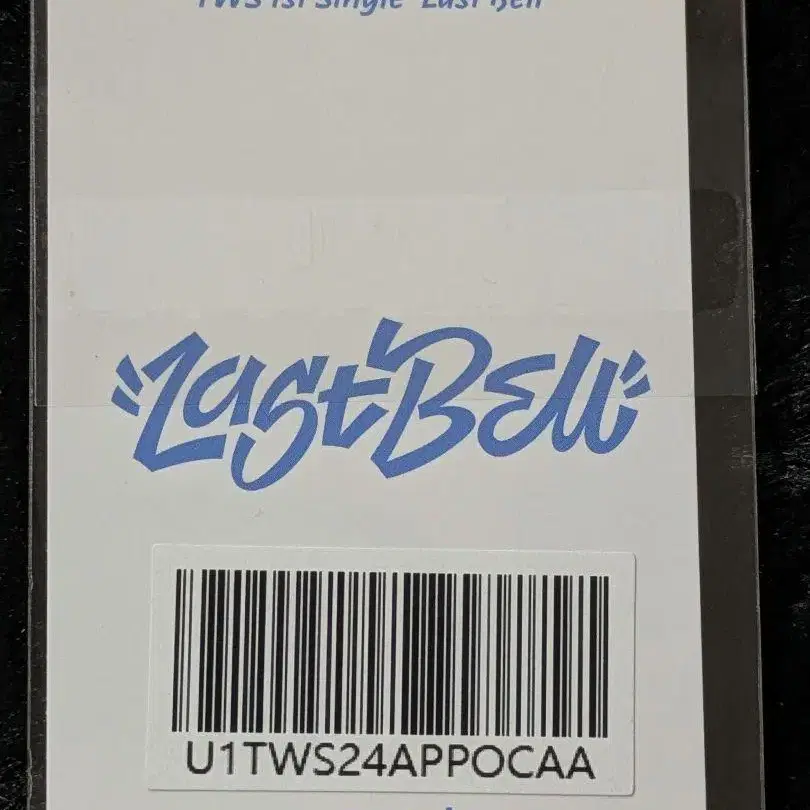 TWS 1st Single 'Last Bell'
"Last Bell"
U1TWS24APPOCAA